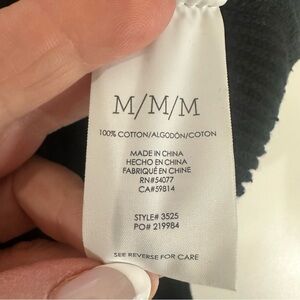 M/M/M
100% COTTON/ALGODÓN/COTON
MADE IN CHINA
HECHO EN CHINA
FABRIQUÉ EN CHINE
RN#54077
CA#59814
STYLE# 3525
PO# 219984
SEE REVERSE FOR CARE